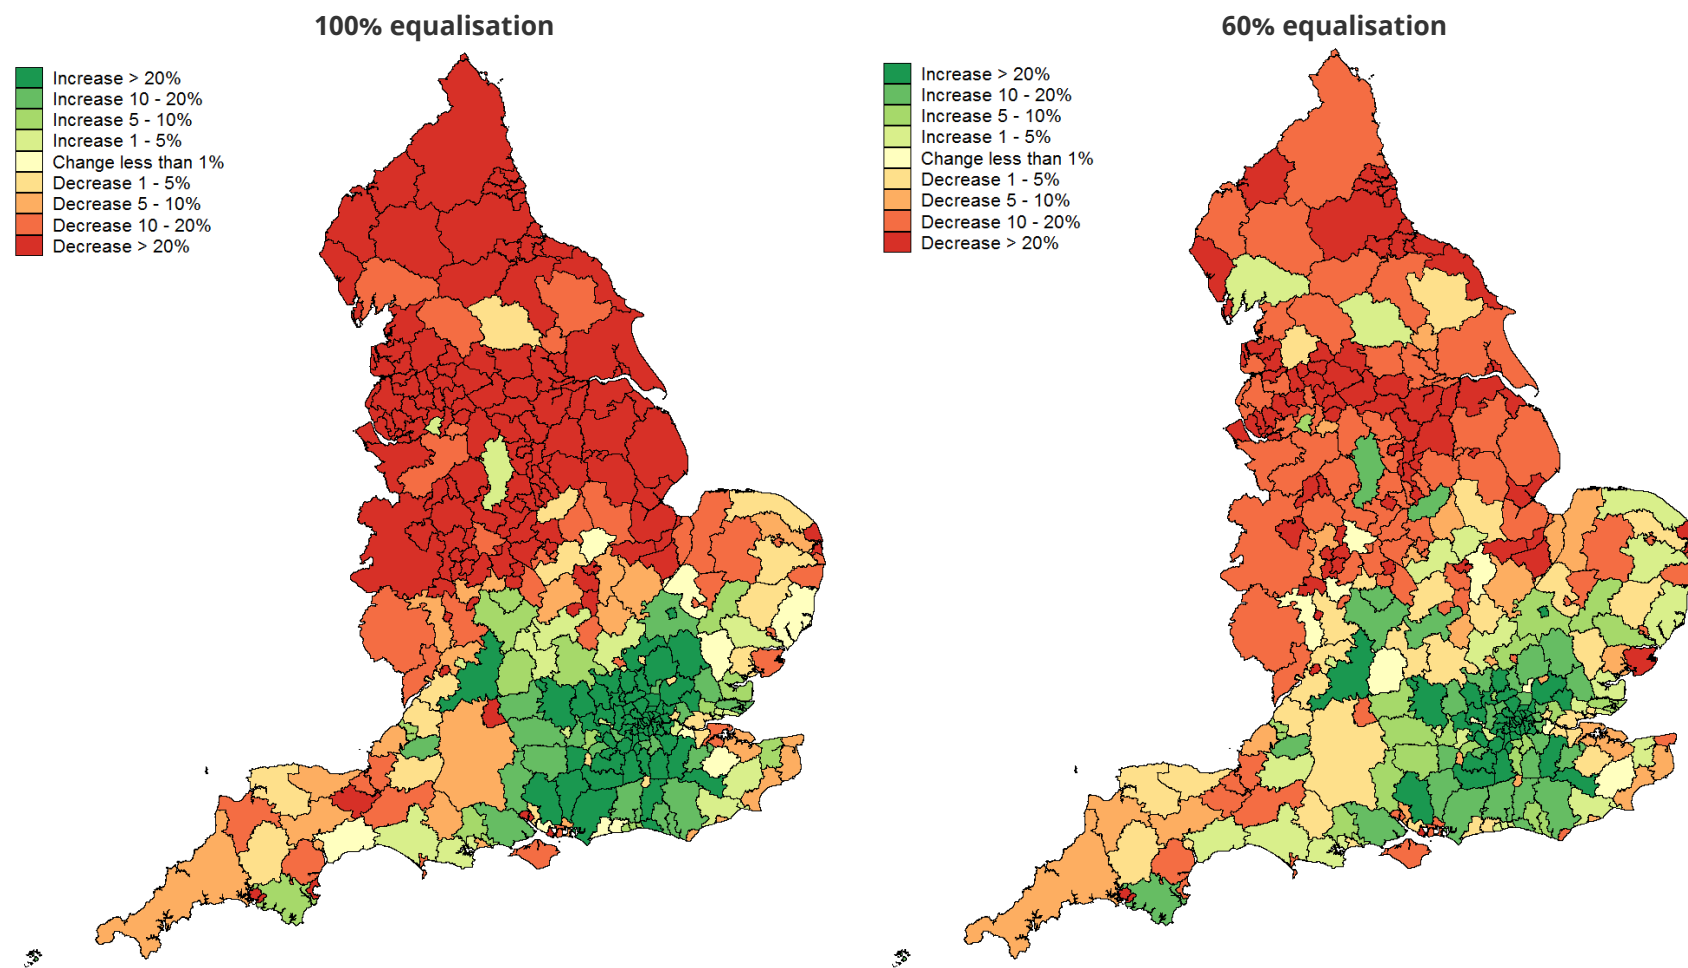 100% equalisation
Increase > 20%
Increase 10 - 20%
Increase 5 - 10%
Increase 1 - 5%
Change less than 1%
Decrease 1 - 5%
Decrease 5 - 10%
Decrease 10 - 20%
Decrease > 20%
60% equalisation
Increase > 20%
Increase 10 - 20%
Increase 5 - 10%
Increase 1 - 5%
Change less than 1%
Decrease 1 - 5%
Decrease 5 - 10%
Decrease 10 - 20%
Decrease > 20%